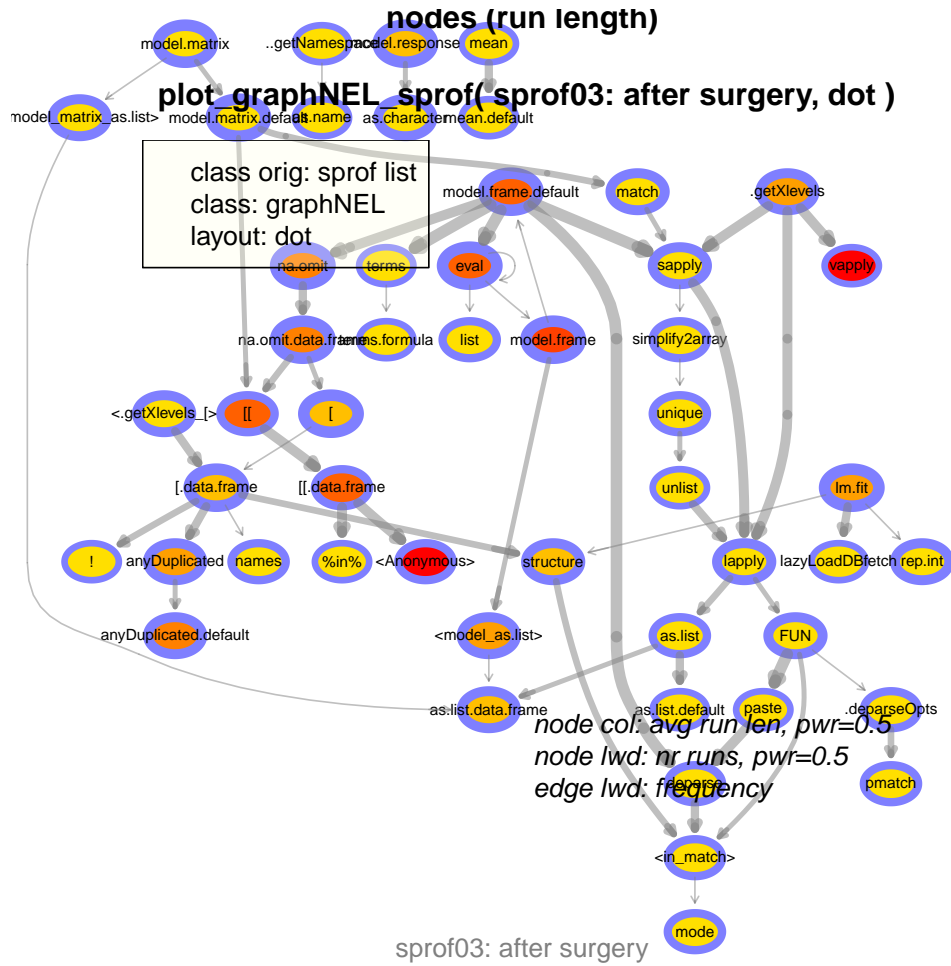 nodes (run length)
model.matrix
..getNamespace
model.response
mean
plot_graphNEL_sprof( sprof03: after surgery, dot )
model_matrix_as.list>
model.matrix.default
as.character
mean.default
class orig: sprof list
class: graphNEL
layout: dot
model.frame.default
match
.getXlevels
na.omit
terms
eval
sapply
vapply
na.omit.data.frame
terms.formula
list
model.frame
simplify2array
<.getXlevels_[>
[[
[
unique
[.data.frame
[[.data.frame
unlist
lm.fit
!
anyDuplicated
names
%in%
<Anonymous>
structure
lapply
lazyLoadDBfetch
rep.int
anyDuplicated.default
<model_as.list>
as.list
FUN
as.list.data.frame
as.list.default
paste
.deparseOpts
node col: avg run len, pwr=0.5
node lwd: nr runs, pwr=0.5
edge lwd: frequency
deparse
pmatch
<in_match>
mode
sprof03: after surgery